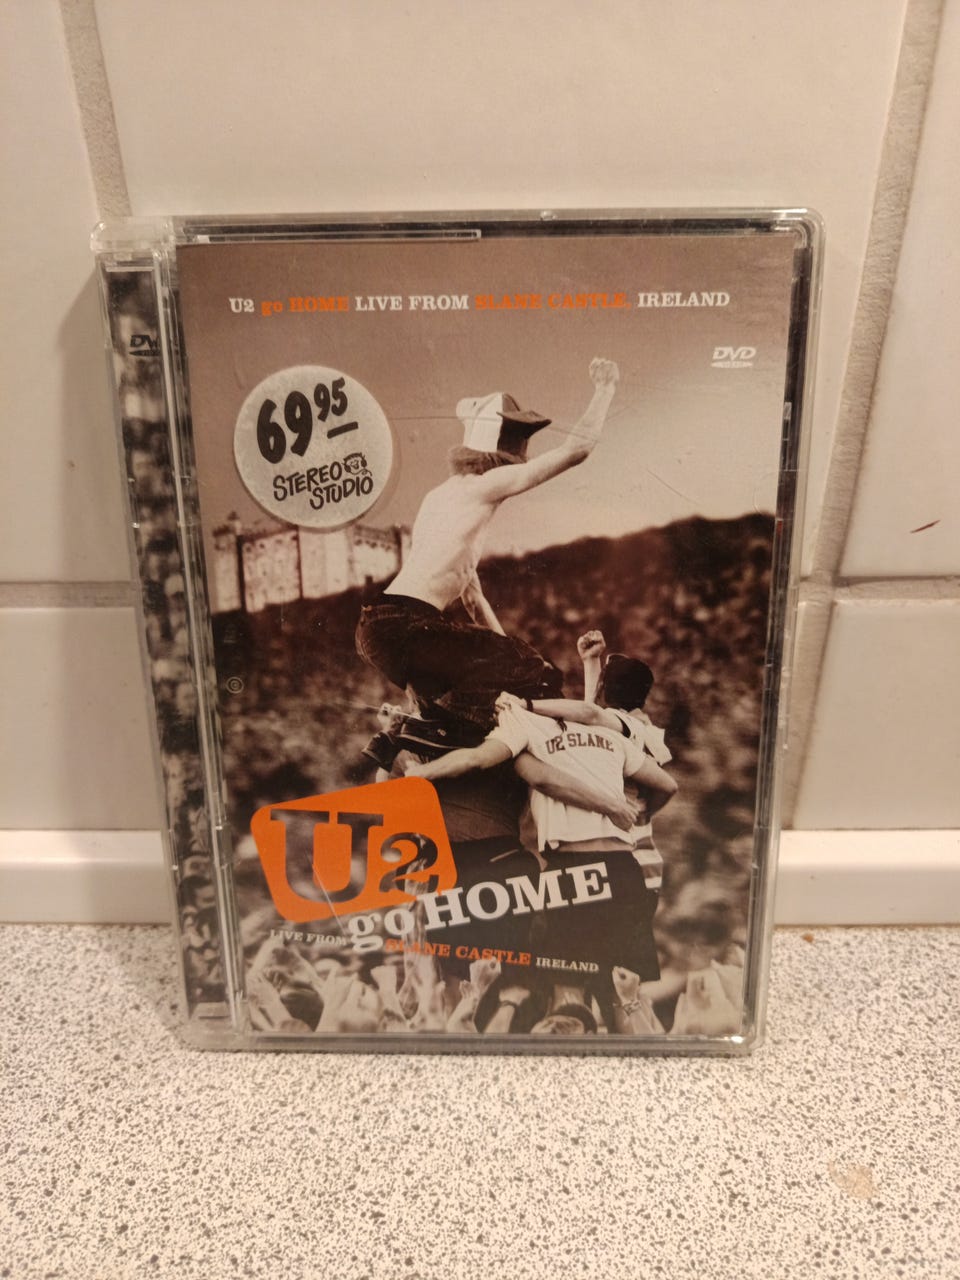 U2 go HOME LIVE FROM SLANE CASTLE, IRELAND
DVD
VIDEO
69 95
STEREO
STUDIO
U2 SLANE
U2
go HOME
LIVE FROM SLANE CASTLE IRELAND